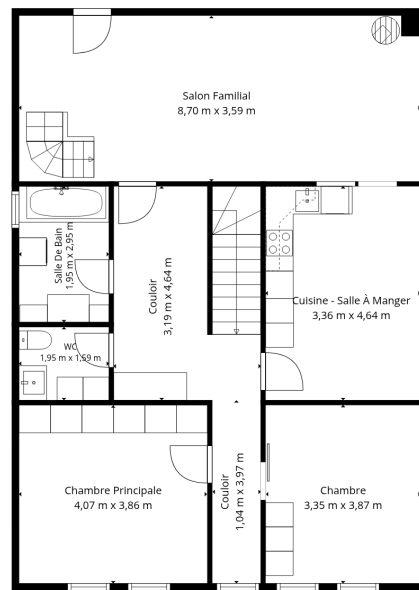 Salon Familial
8,70 m x 3,59 m
Salle De Bain
1,95 m x 2,95 m
Couloir
3,19 m x 4,64 m
Cuisine - Salle À Manger
3,36 m x 4,64 m
WC
1,95 m x 1,59 m
Chambre Principale
4,07 m x 3,86 m
Couloir
1,04 m x 3,97 m
Chambre
3,35 m x 3,87 m